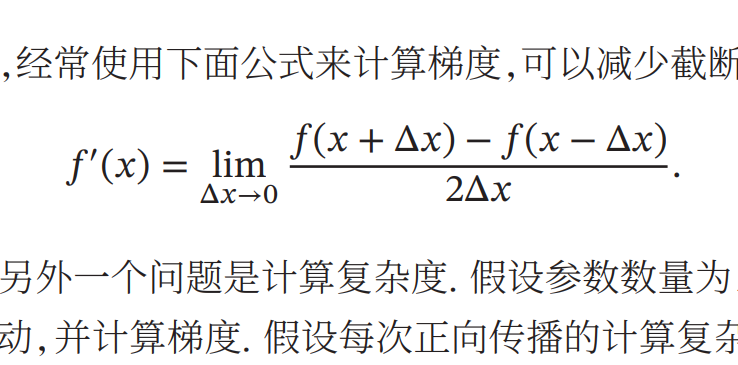 ,经常使用下面公式来计算梯度,可以减少截断
f′(x) = lim_{Δx→0} \frac{f(x + Δx) − f(x − Δx)}{2Δx}.
另外一个问题是计算复杂度. 假设参数数量为
动,并计算梯度. 假设每次正向传播的计算复杂